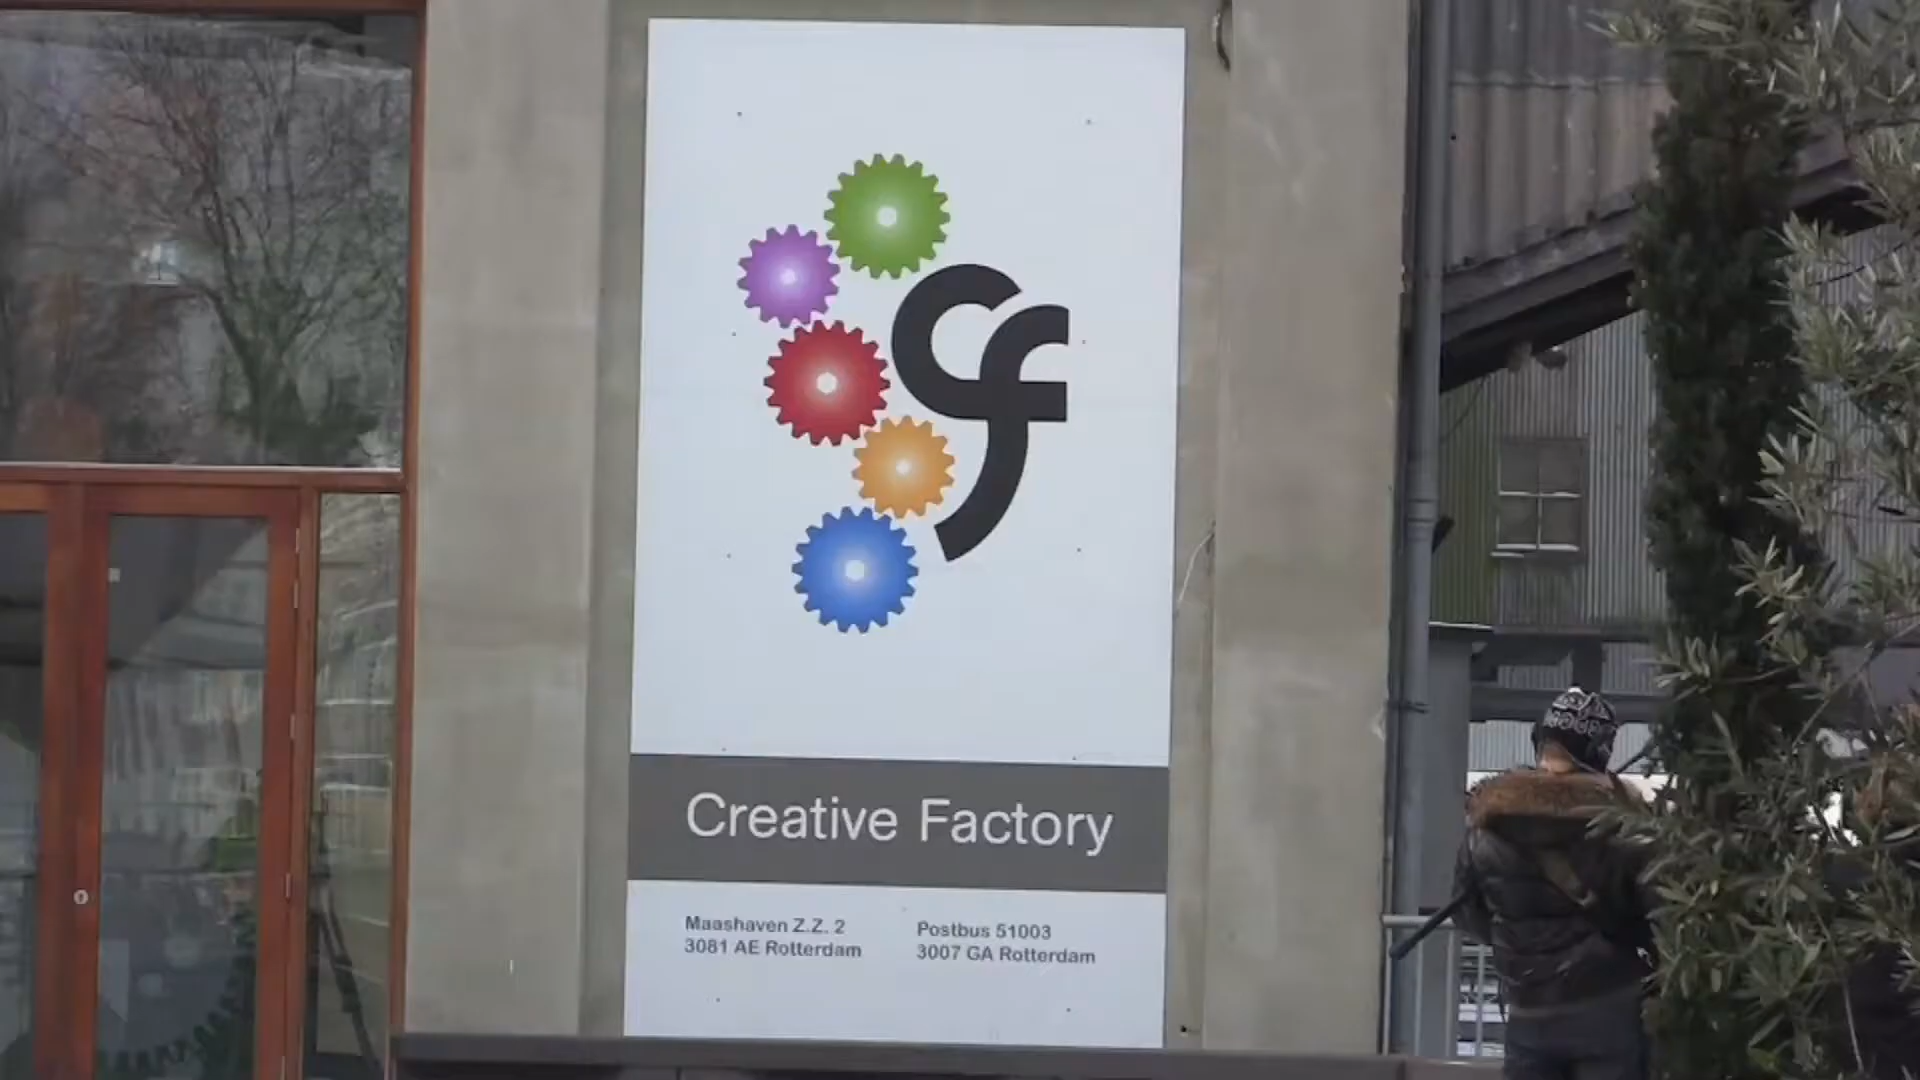 cf
Creative Factory
Maashaven Z.Z. 2
3081 AE Rotterdam
Postbus 51003
3007 GA Rotterdam